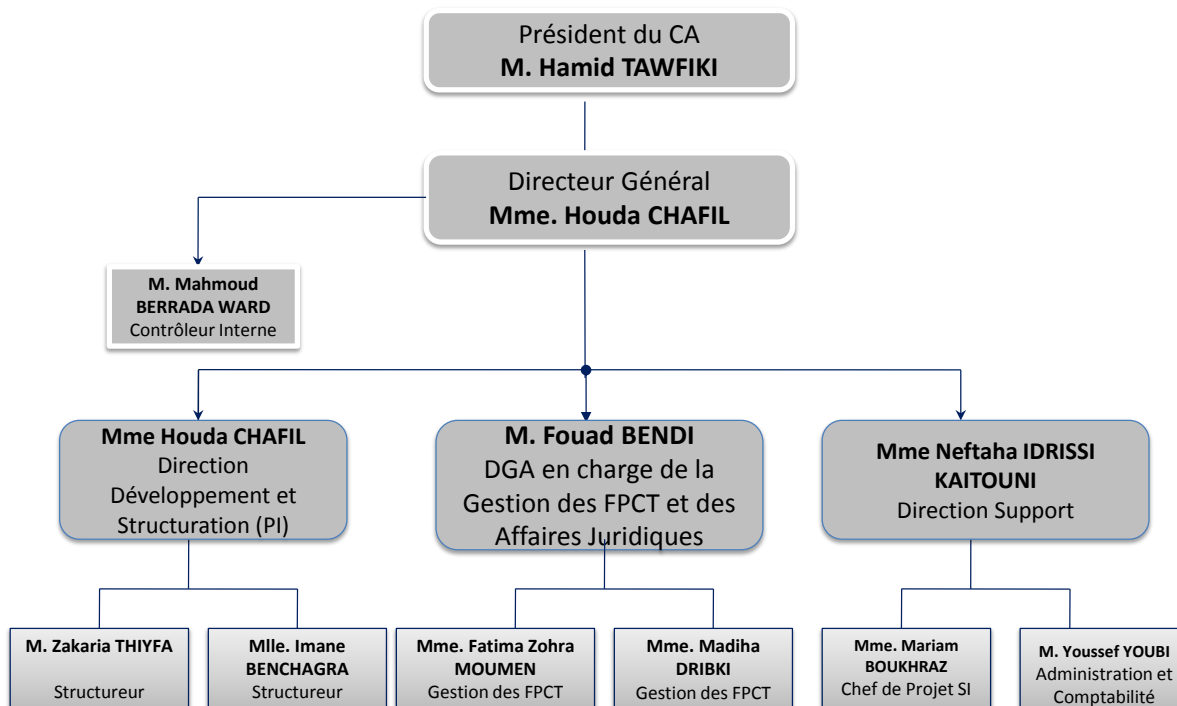 Président du CA
M. Hamid TAWFIKI
Directeur Général
Mme. Houda CHAFIL
M. Mahmoud
BERRADA WARD
Contrôleur Interne
Mme Houda CHAFIL
Direction
Développement et
Structuration (PI)
M. Fouad BENDI
DGA en charge de la
Gestion des FPCT et des
Affaires Juridiques
Mme Neftaha IDRISSI
KAITOUNI
Direction Support
M. Zakaria THIYFA
Structureur
Mlle. Imane
BENCHAGRA
Structureur
Mme. Fatima Zohra
MOUMEN
Gestion des FPCT
Mme. Madiha
DRIBKI
Gestion des FPCT
Mme. Mariam
BOUKHRAZ
Chef de Projet SI
M. Youssef YOUBI
Administration et
Comptabilité